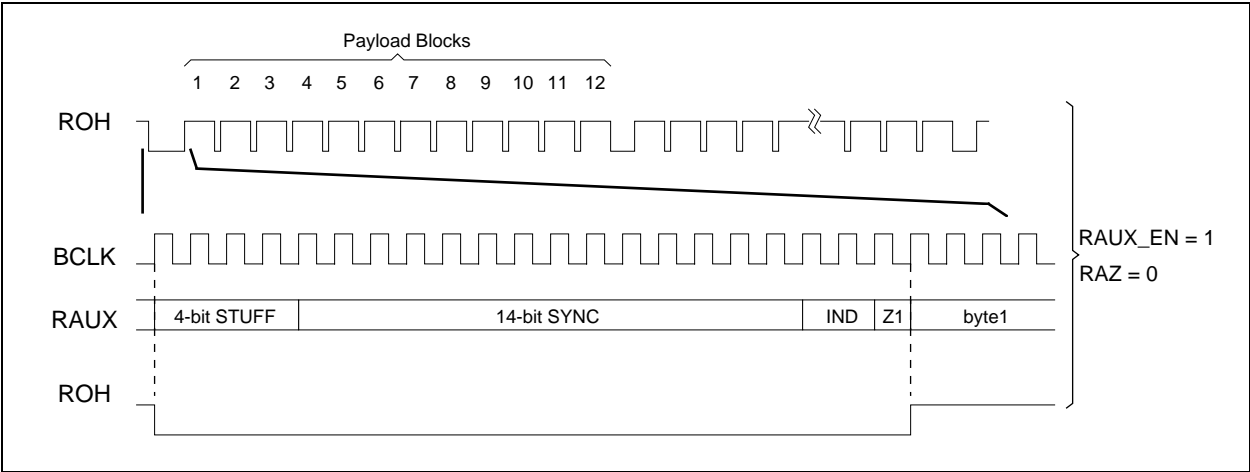 Payload Blocks
1 2 3 4 5 6 7 8 9 10 11 12
ROH
BCLK
RAUX_EN = 1
RAZ = 0
RAUX
4-bit STUFF
14-bit SYNC
IND
Z1
byte1
ROH